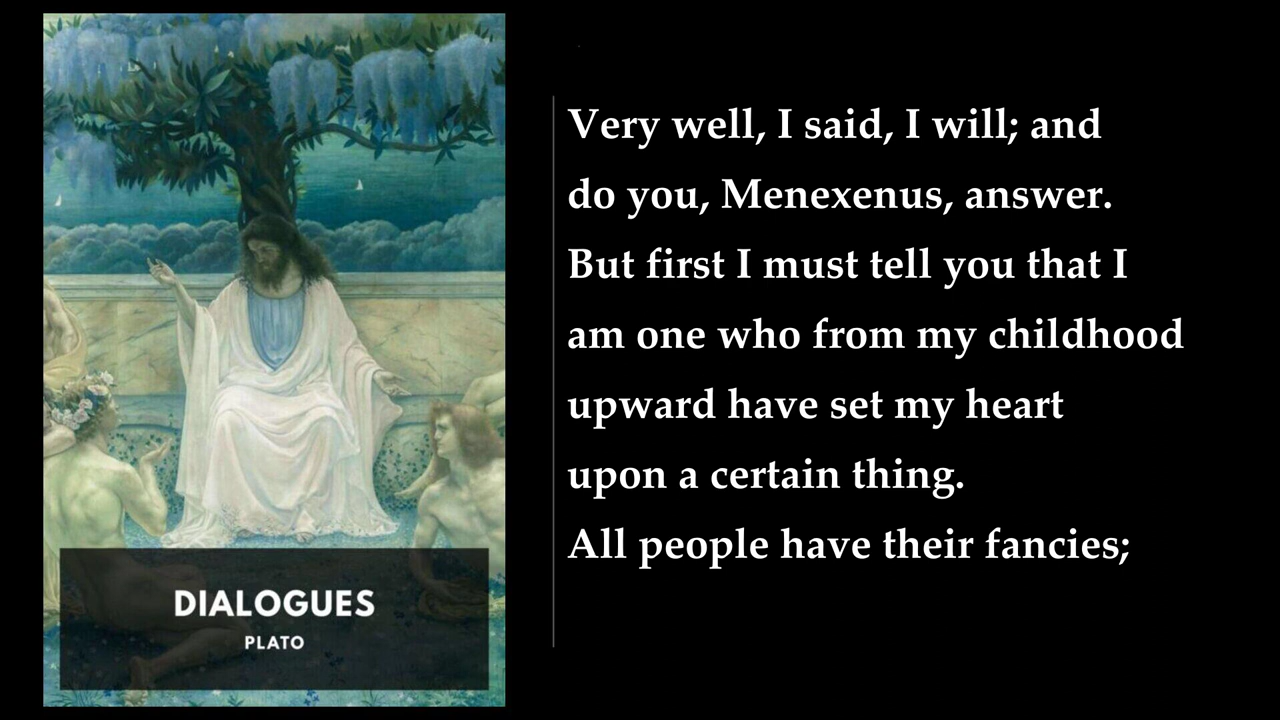 DIALOGUES
PLATO
Very well, I said, I will; and
do you, Menexenus, answer.
But first I must tell you that I
am one who from my childhood
upward have set my heart
upon a certain thing.
All people have their fancies;